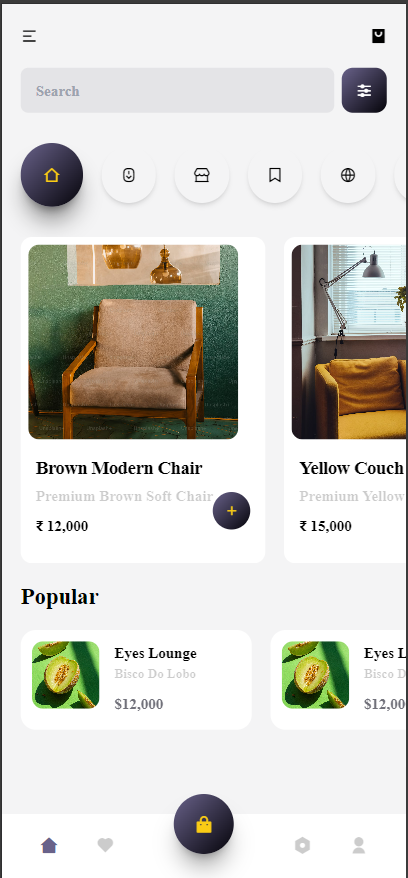 Search
Brown Modern Chair
Premium Brown Soft Chair
₹ 12,000
Yellow Couch
Premium Yellow
₹ 15,000
Popular
Eyes Lounge
Bisco Do Lobo
$12,000
Eyes L
Bisco D
$12,00